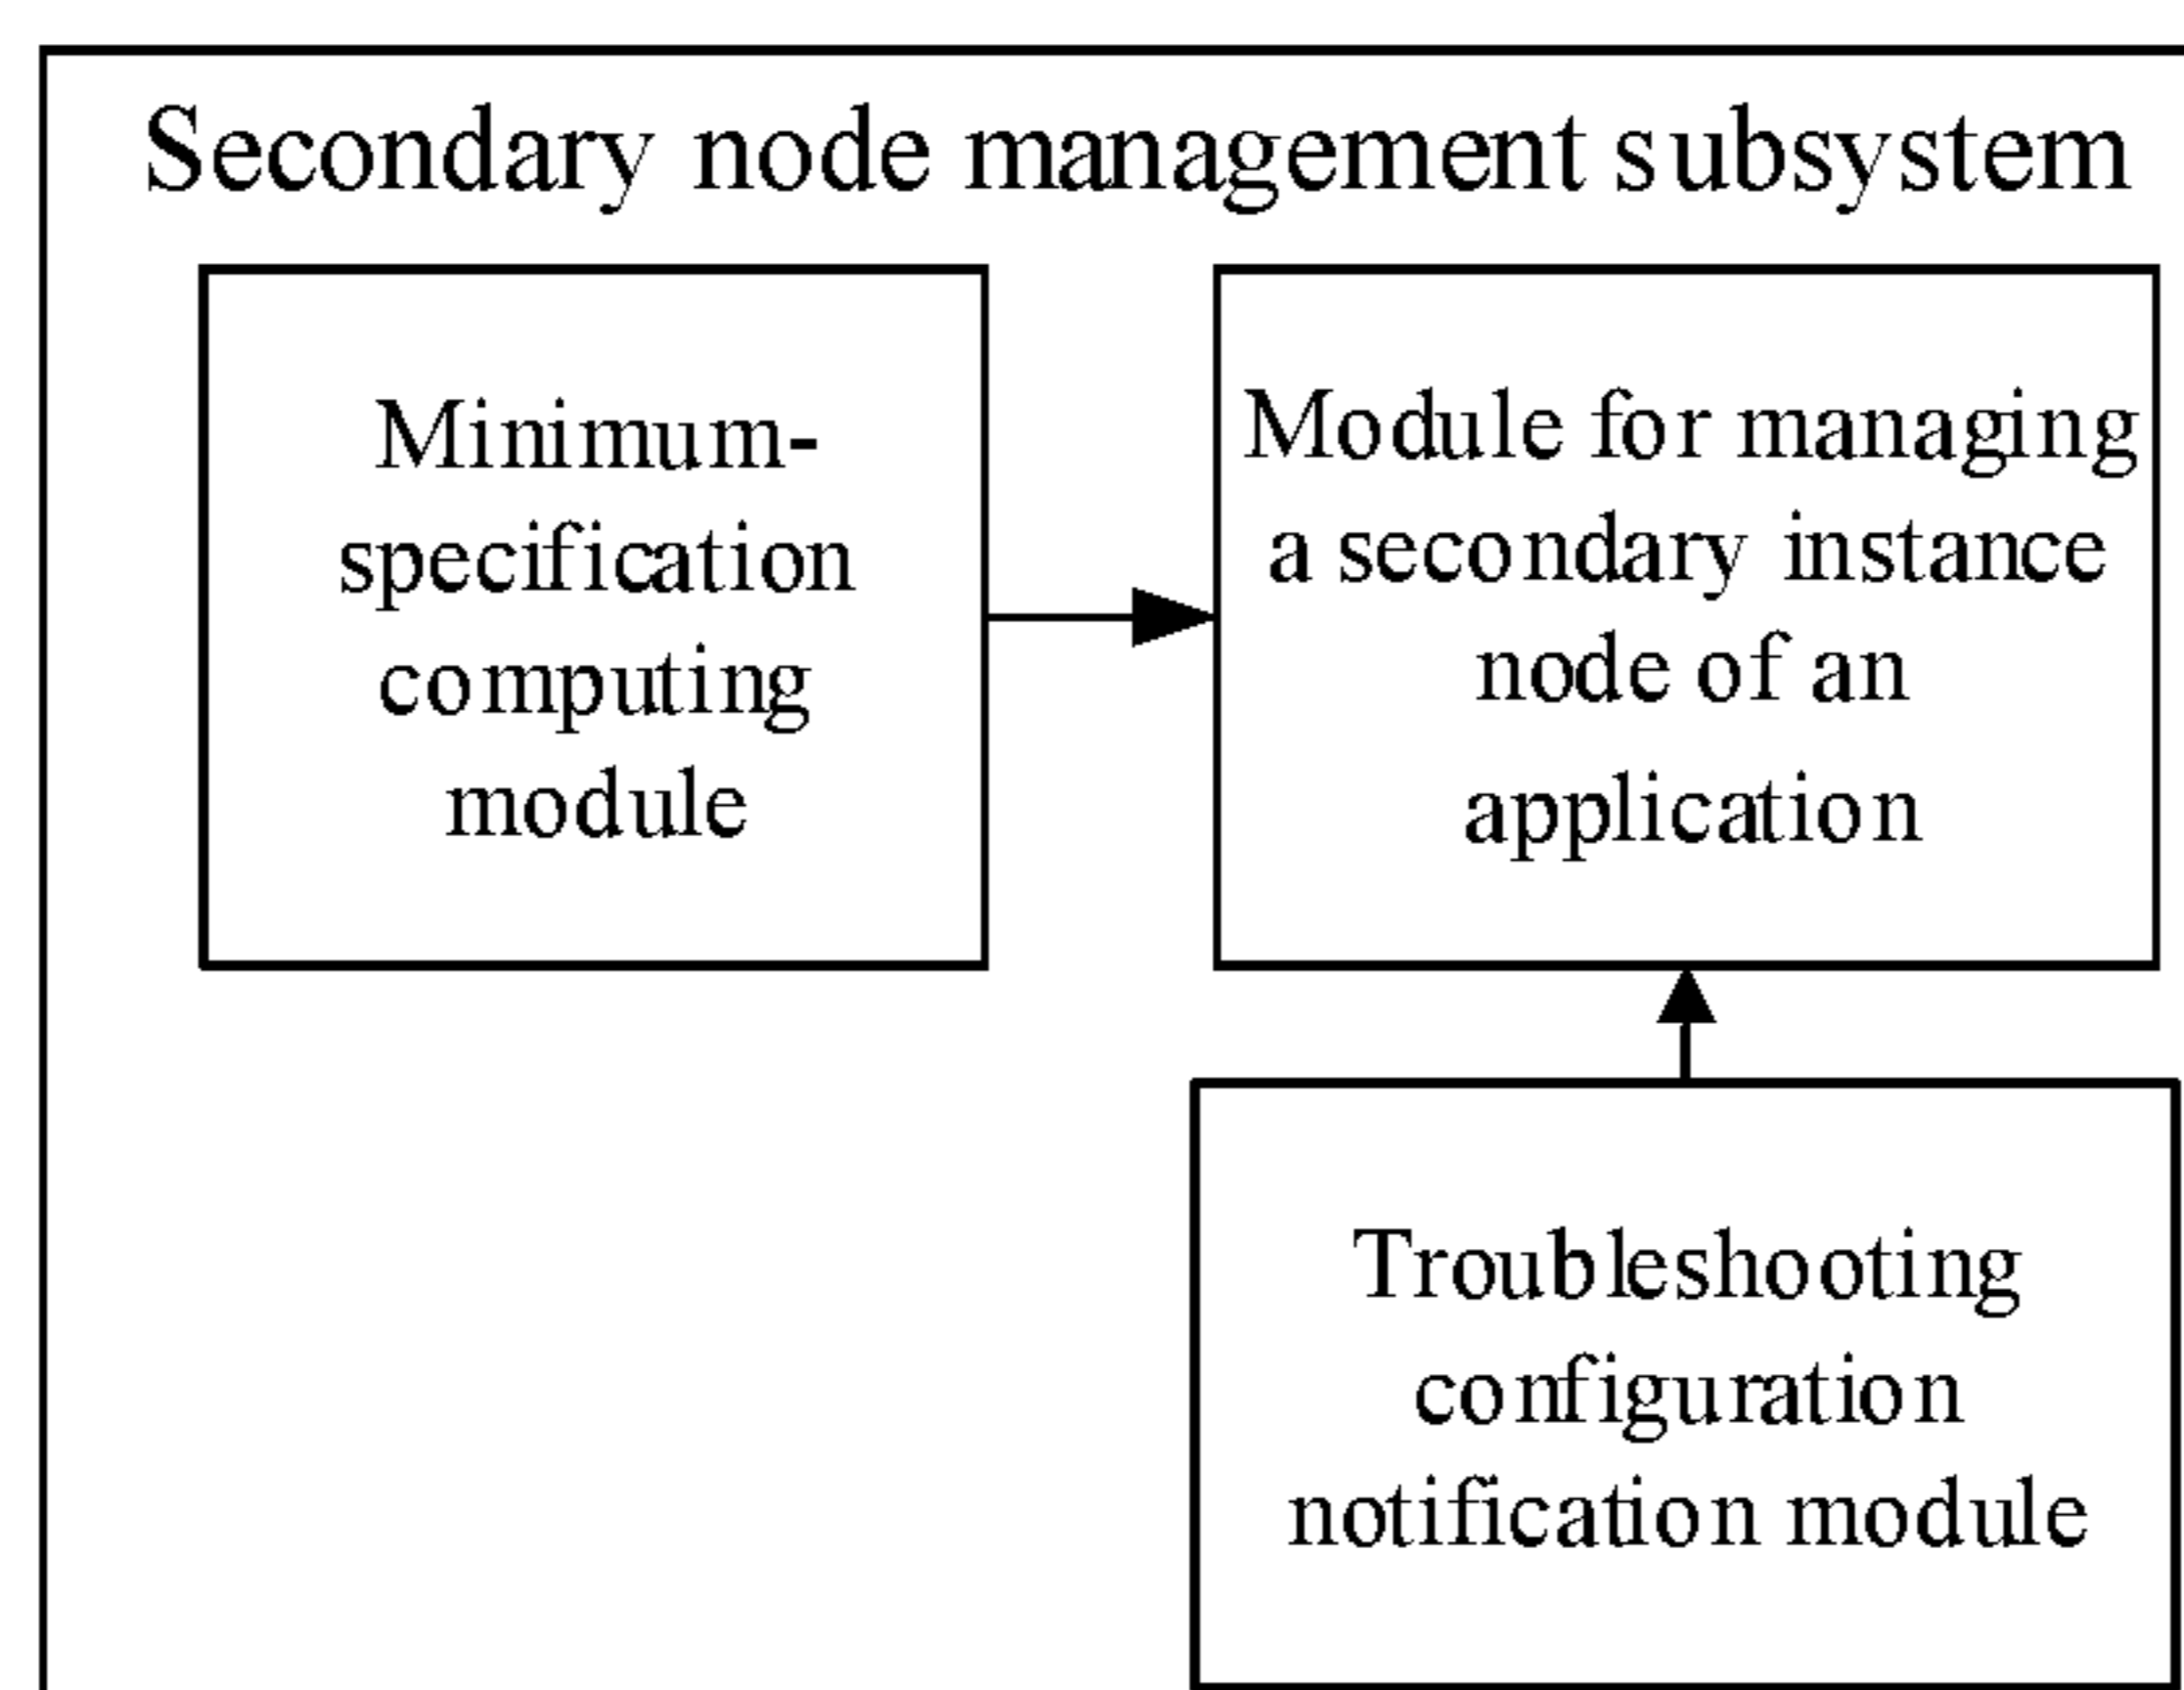 Secondary node management subsystem
Minimum-
specification
computing
module
Module for managing
a secondary instance
node of an
application
Troubleshooting
configuration
notification module